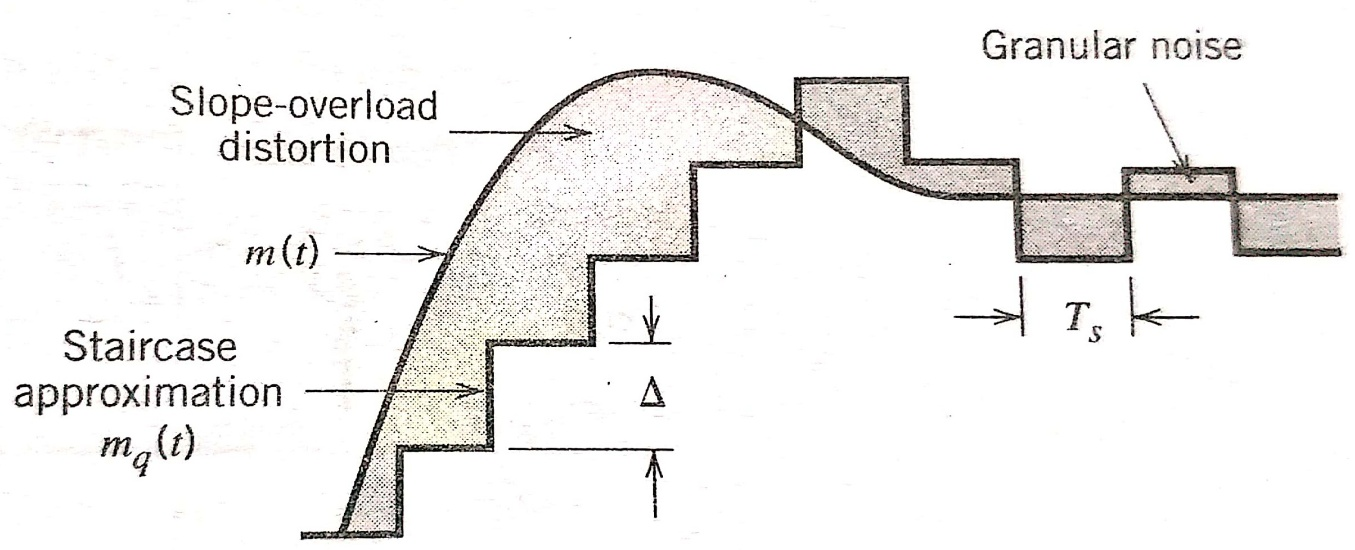 Granular noise
Slope-overload
distortion
m(t)
Staircase
approximation
m_q(t)
Δ
T_s